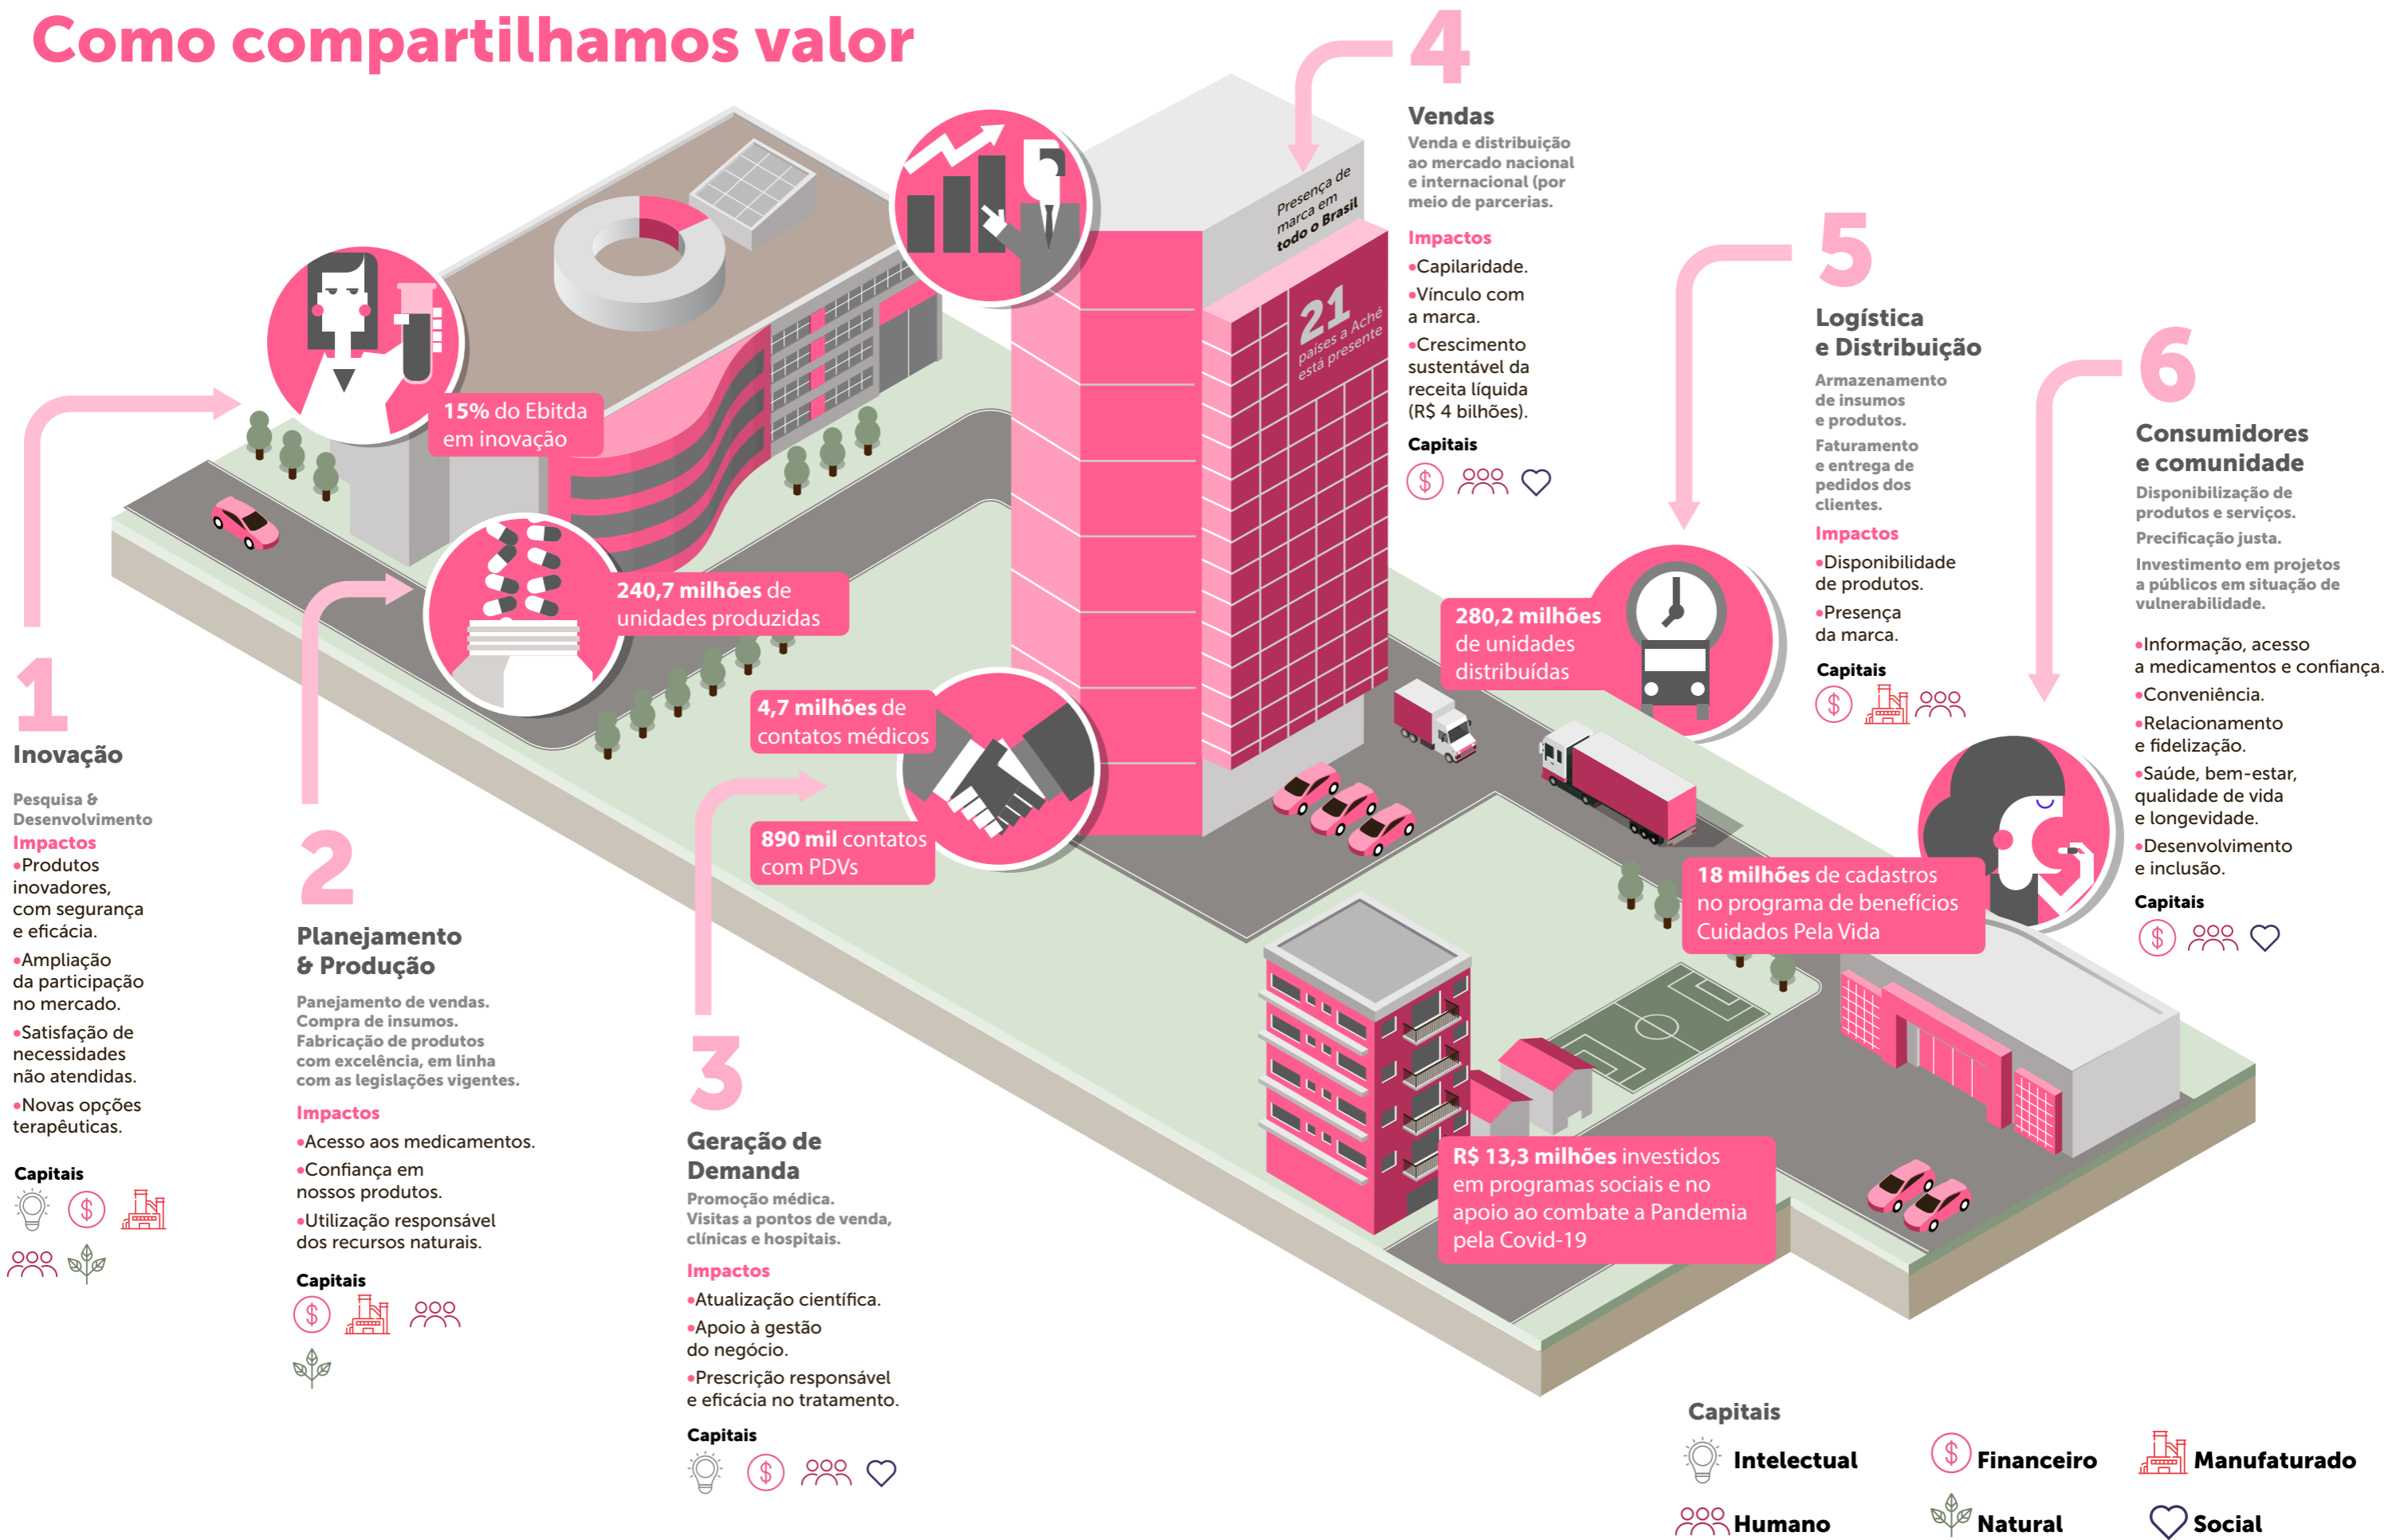 Como compartilhamos valor
1
Inovação
Pesquisa &
Desenvolvimento
Impactos
•Produtos
inovadores,
com segurança
e eficácia.
•Ampliação
da participação
no mercado.
•Satisfação de
necessidades
não atendidas.
•Novas opções
terapêuticas.
Capitais
15% do Ebitda
em inovação
2
Planejamento
& Produção
Panejamento de vendas.
Compra de insumos.
Fabricação de produtos
com excelência, em linha
com as legislações vigentes.
Impactos
•Acesso aos medicamentos.
•Confiança em
nossos produtos.
•Utilização responsável
dos recursos naturais.
Capitais
240,7 milhões de
unidades produzidas
3
Geração de
Demanda
Promoção médica.
Visitas a pontos de venda,
clínicas e hospitais.
Impactos
•Atualização científica.
•Apoio à gestão
do negócio.
•Prescrição responsável
e eficácia no tratamento.
Capitais
4,7 milhões de
contatos médicos
890 mil contatos
com PDVs
4
Vendas
Venda e distribuição
ao mercado nacional
e internacional (por
meio de parcerias.
Impactos
•Capilaridade.
•Vínculo com
a marca.
•Crescimento
sustentável da
receita líquida
(R$ 4 bilhões).
Capitais
Presença de
marca em
todo o Brasil
21
países a Aché
está presente
5
Logística
e Distribuição
Armazenamento
de insumos
e produtos.
Faturamento
e entrega de
pedidos dos
clientes.
Impactos
•Disponibilidade
de produtos.
•Presença
da marca.
Capitais
280,2 milhões
de unidades
distribuídas
6
Consumidores
e comunidade
Disponibilização de
produtos e serviços.
Precificação justa.
Investimento em projetos
a públicos em situação de
vulnerabilidade.
•Informação, acesso
a medicamentos e confiança.
•Conveniência.
•Relacionamento
e fidelização.
•Saúde, bem-estar,
qualidade de vida
e longevidade.
•Desenvolvimento
e inclusão.
Capitais
18 milhões de cadastros
no programa de benefícios
Cuidados Pela Vida
R$ 13,3 milhões investidos
em programas sociais e no
apoio ao combate a Pandemia
pela Covid-19
Capitais
Intelectual
Financeiro
Manufaturado
Humano
Natural
Social